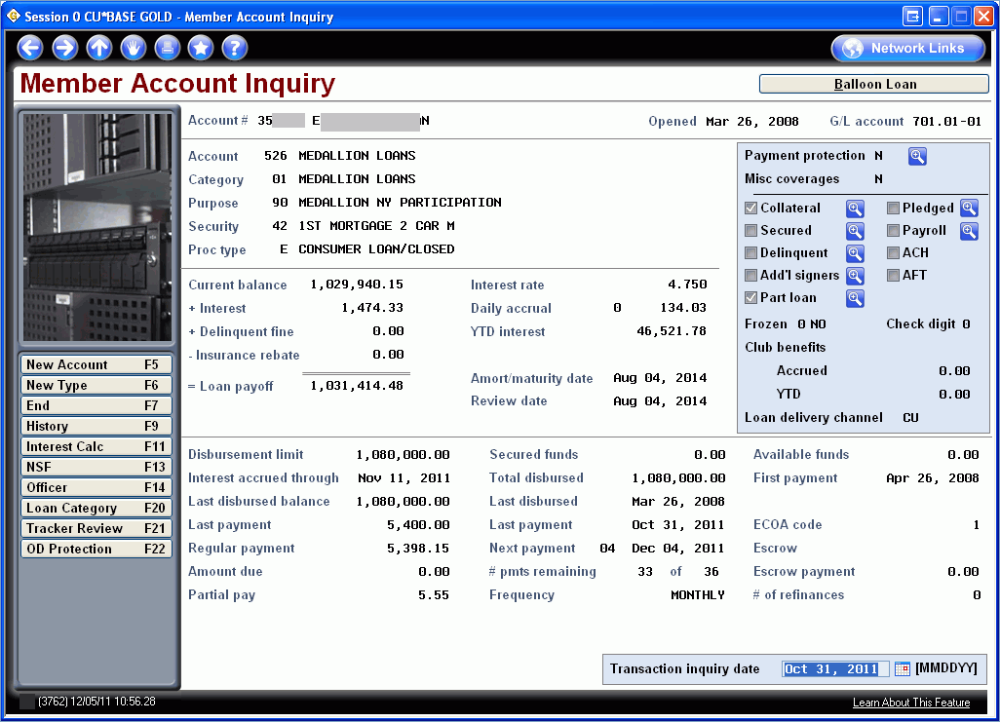 Session 0 CU*BASE GOLD - Member Account Inquiry
Network Links
Member Account Inquiry
Balloon Loan
Account # 35 E N Opened Mar 26, 2008 G/L account 701.01-01
Account 526 MEDALLION LOANS
Category 01 MEDALLION LOANS
Purpose 90 MEDALLION NY PARTICIPATION
Security 42 1ST MORTGAGE 2 CAR M
Proc type E CONSUMER LOAN/CLOSED
Payment protection N
Misc coverages N
Collateral Pledged
Secured Payroll
Delinquent ACH
Add'l signers AFT
Part loan
Frozen 0 NO Check digit 0
Club benefits
Accrued 0.00
YTD 0.00
Loan delivery channel CU
Current balance 1,029,940.15 Interest rate 4.750
+ Interest 1,474.33 Daily accrual 0 134.03
+ Delinquent fine 0.00 YTD interest 46,521.78
- Insurance rebate 0.00
Amort/maturity date Aug 04, 2014
= Loan payoff 1,031,414.48
Review date Aug 04, 2014
New Account F5
New Type F6
End F7
History F9
Interest Calc F11
NSF F13
Officer F14
Loan Category F20
Tracker Review F21
OD Protection F22
Disbursement limit 1,080,000.00 Secured funds 0.00 Available funds 0.00
Interest accrued through Nov 11, 2011 Total disbursed 1,080,000.00 First payment Apr 26, 2008
Last disbursed balance 1,080,000.00 Last disbursed Mar 26, 2008
Last payment 5,400.00 Last payment Oct 31, 2011 ECOA code 1
Regular payment 5,398.15 Next payment 04 Dec 04, 2011 Escrow
Amount due 0.00 # pmts remaining 33 of 36 Escrow payment 0.00
Partial pay 5.55 Frequency MONTHLY # of refinances 0
Transaction inquiry date Oct 31, 2011 [MMDDYY]
(3762) 12/05/11 10:56.28
Learn About This Feature